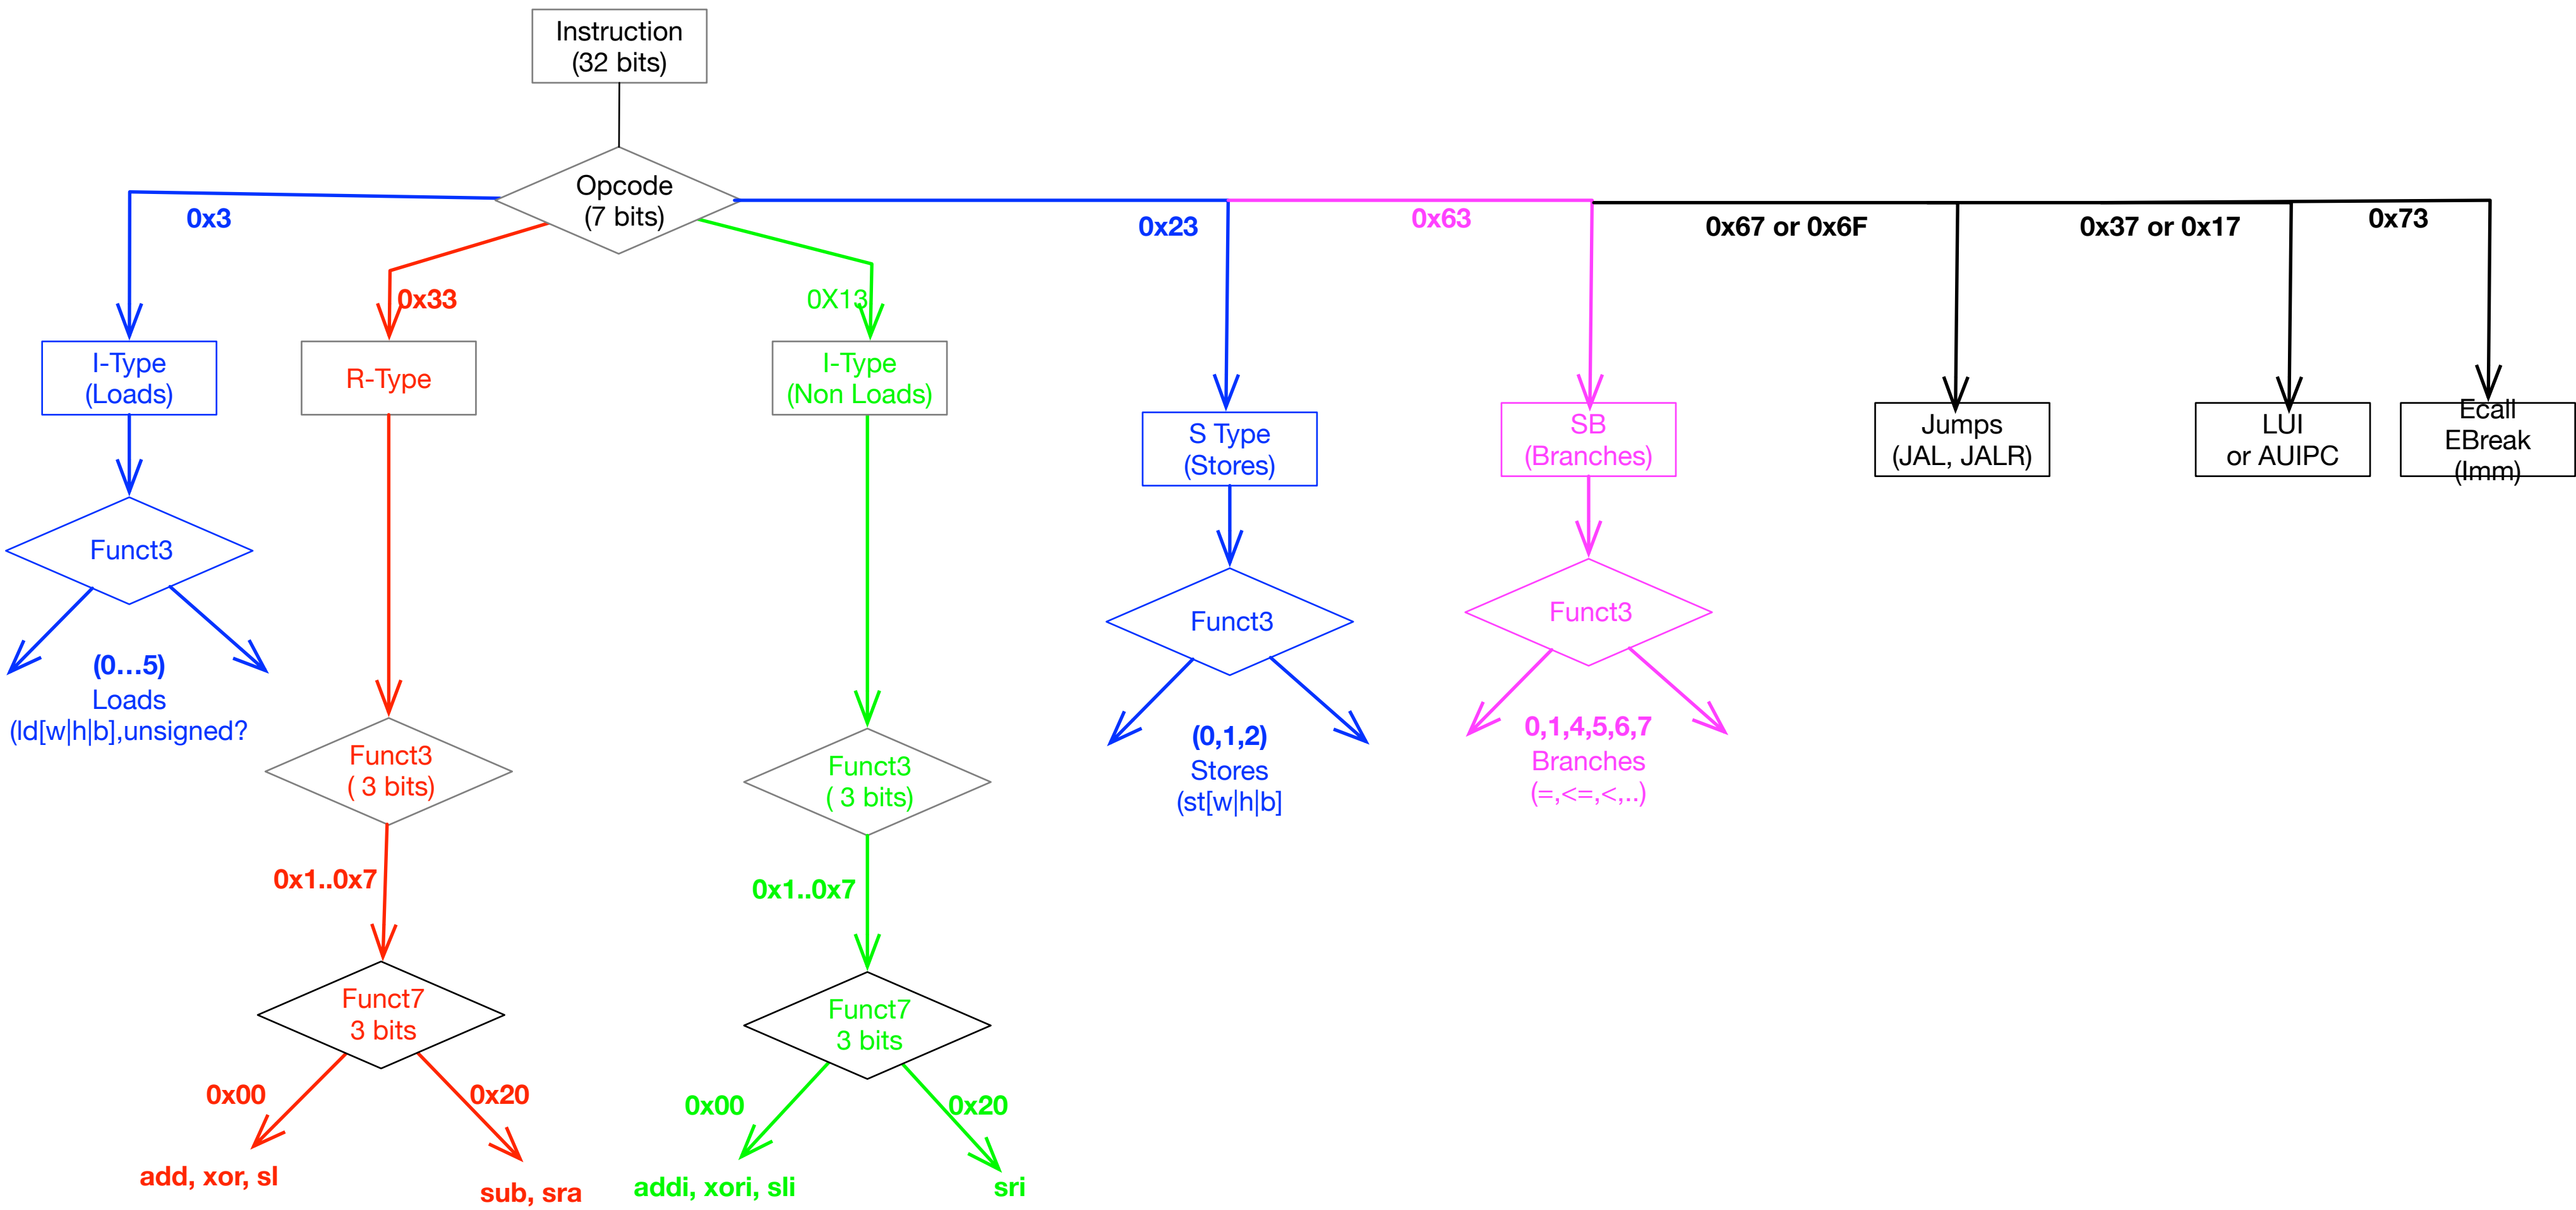 Instruction
(32 bits)
Opcode
(7 bits)
0x3
0x33
0X13
0x23
0x63
0x67 or 0x6F
0x37 or 0x17
0x73
I-Type
(Loads)
R-Type
I-Type
(Non Loads)
S Type
(Stores)
SB
(Branches)
Jumps
(JAL, JALR)
LUI
or AUIPC
Ecall
EBreak
(Imm)
Funct3
(0...5)
Loads
(ld[w|h|b],unsigned?
Funct3
( 3 bits)
0x1..0x7
Funct7
3 bits
0x00
0x20
add, xor, sl
sub, sra
Funct3
( 3 bits)
0x1..0x7
Funct7
3 bits
0x00
0x20
addi, xori, sli
sri
Funct3
(0,1,2)
Stores
(st[w|h|b]
Funct3
0,1,4,5,6,7
Branches
(=,<=,<,..)